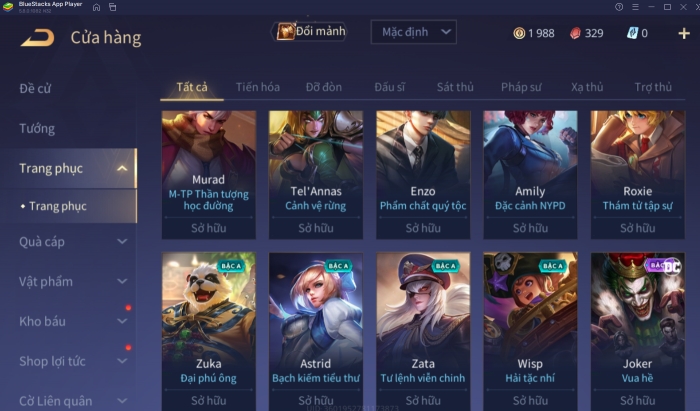 BlueStacks App Player
Cửa hàng
Đổi mảnh
Mặc định
1 988
329
0
Đề cử
Tướng
Trang phục
• Trang phục
Quà cáp
Vật phẩm
Kho báu
Shop lợi tức
Cờ Liên quân
Tất cả
Tiến hóa
Đỡ đòn
Đấu sĩ
Sát thủ
Pháp sư
Xạ thủ
Trợ thủ
Murad
M-TP Thần tượng
học đường
Sở hữu
Tel'Annas
Cảnh vệ rừng
Sở hữu
Enzo
Phẩm chất quý tộc
Sở hữu
Amily
Đặc cảnh NYPD
Sở hữu
Roxie
Thám tử tập sự
Sở hữu
BẬC A
Zuka
Đại phú ông
Sở hữu
BẬC A
Astrid
Bạch kiếm tiểu thư
Sở hữu
BẬC A
Zata
Tư lệnh viễn chinh
Sở hữu
BẬC A
Wisp
Hải tặc nhí
Sở hữu
DC
Joker
Vua hề
Sở hữu